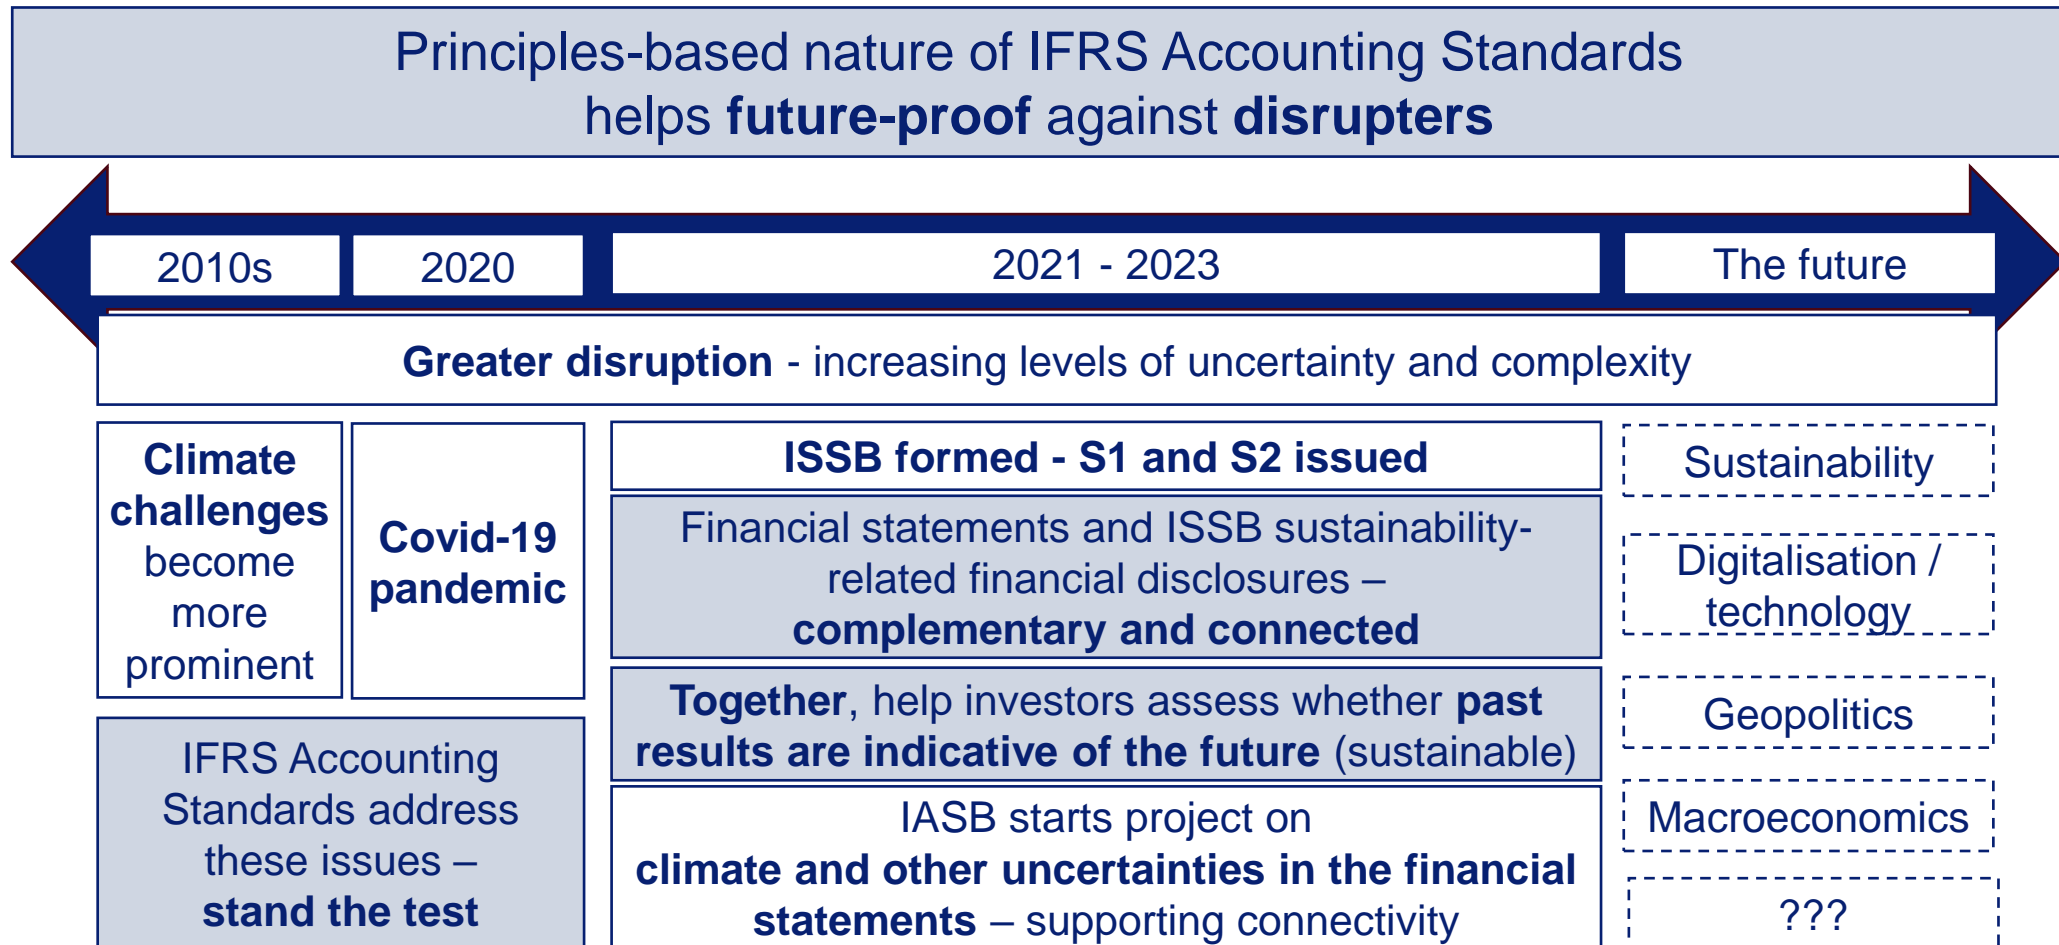 Principles-based nature of IFRS Accounting Standards
helps future-proof against disrupters
2010s
2020
2021 - 2023
The future
Greater disruption - increasing levels of uncertainty and complexity
Climate
challenges
become
more
prominent
Covid-19
pandemic
IFRS Accounting
Standards address
these issues –
stand the test
ISSB formed - S1 and S2 issued
Financial statements and ISSB sustainability-
related financial disclosures –
complementary and connected
Together, help investors assess whether past
results are indicative of the future (sustainable)
IASB starts project on
climate and other uncertainties in the financial
statements – supporting connectivity
Sustainability
Digitalisation /
technology
Geopolitics
Macroeconomics
???